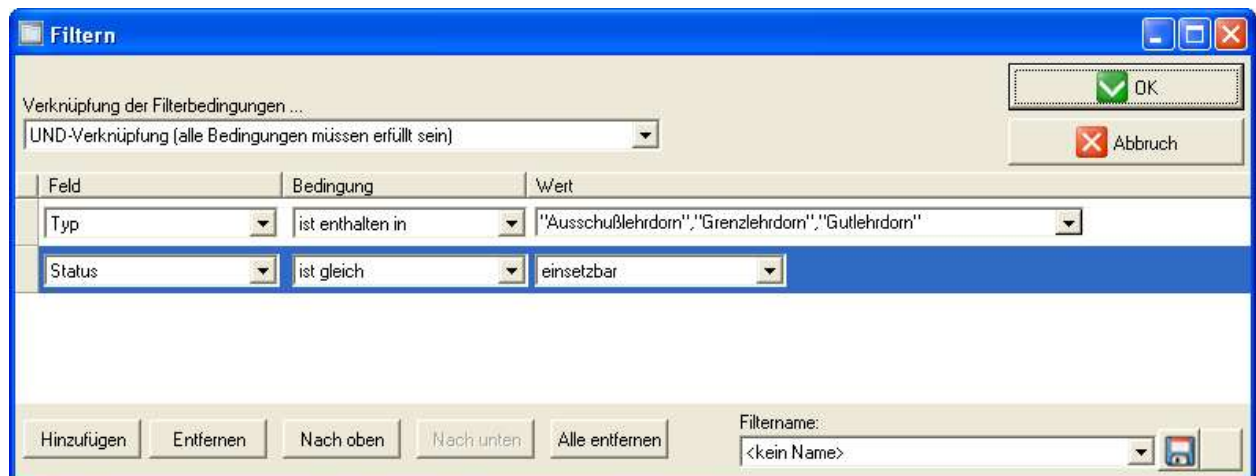 Filtern
OK
Verknüpfung der Filterbedingungen ...
UND-Verknüpfung (alle Bedingungen müssen erfüllt sein)
Abbruch
Feld Bedingung Wert
Typ ist enthalten in "Ausschußlehrdorn","Grenzlehrdorn","Gutlehrdorn"
Status ist gleich einsetzbar
Filtername:
Hinzufügen Entfernen Nach oben Nach unten Alle entfernen
<kein Name>